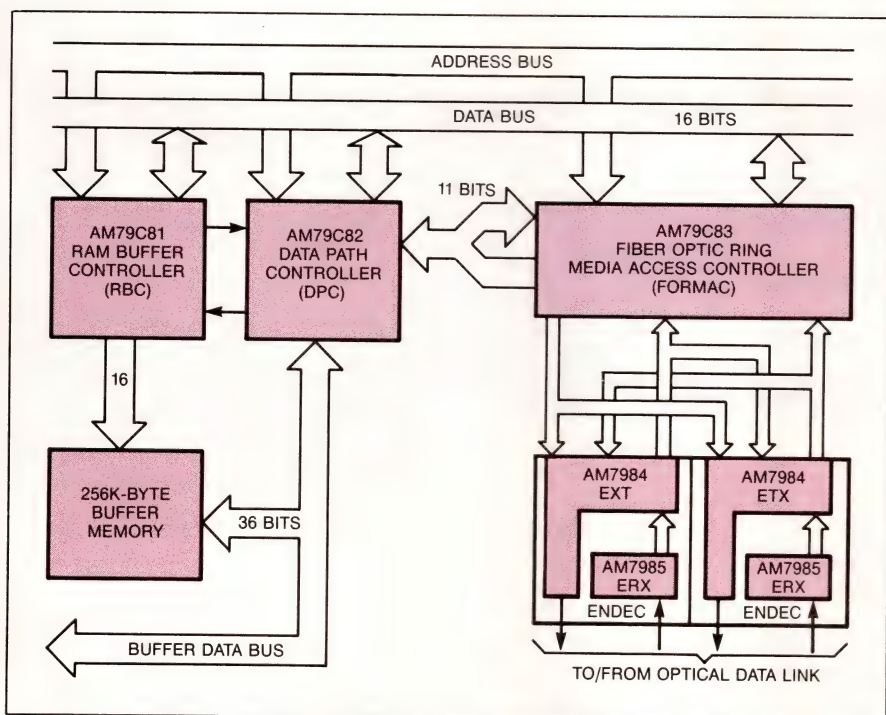 ADDRESS BUS
DATA BUS
16 BITS
11 BITS
AM79C81
RAM BUFFER
CONTROLLER
(RBC)
AM79C82
DATA PATH
CONTROLLER
(DPC)
AM79C83
FIBER OPTIC RING
MEDIA ACCESS CONTROLLER
(FORMAC)
16
256K-BYTE
BUFFER
MEMORY
36 BITS
AM7984
EXT
AM7984
ETX
AM7985
ERX
AM7985
ERX
ENDEC
ENDEC
BUFFER DATA BUS
TO/FROM OPTICAL DATA LINK